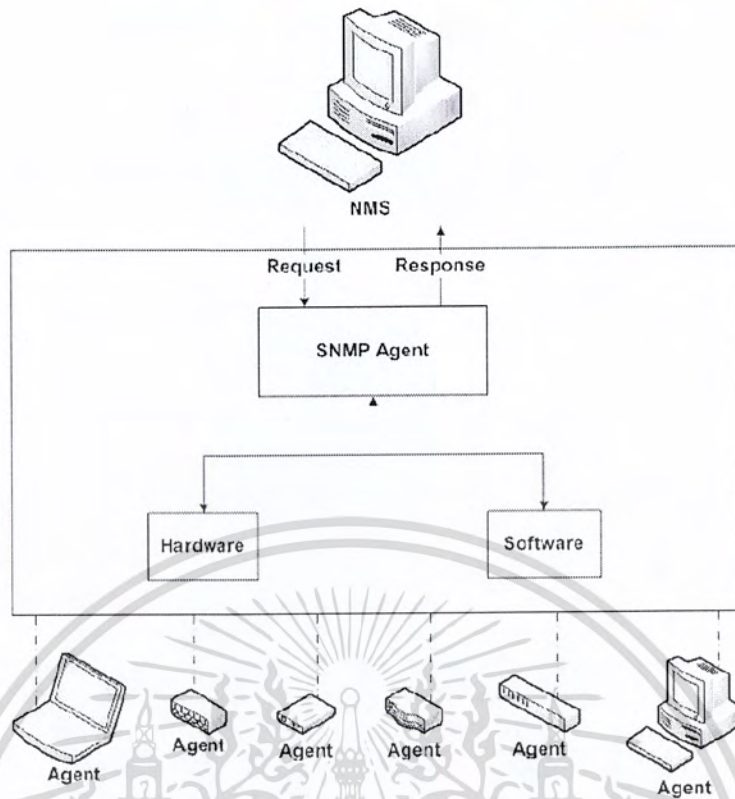 NMS
Request
Response
SNMP Agent
Hardware
Software
Agent
Agent
Agent
Agent
Agent
Agent